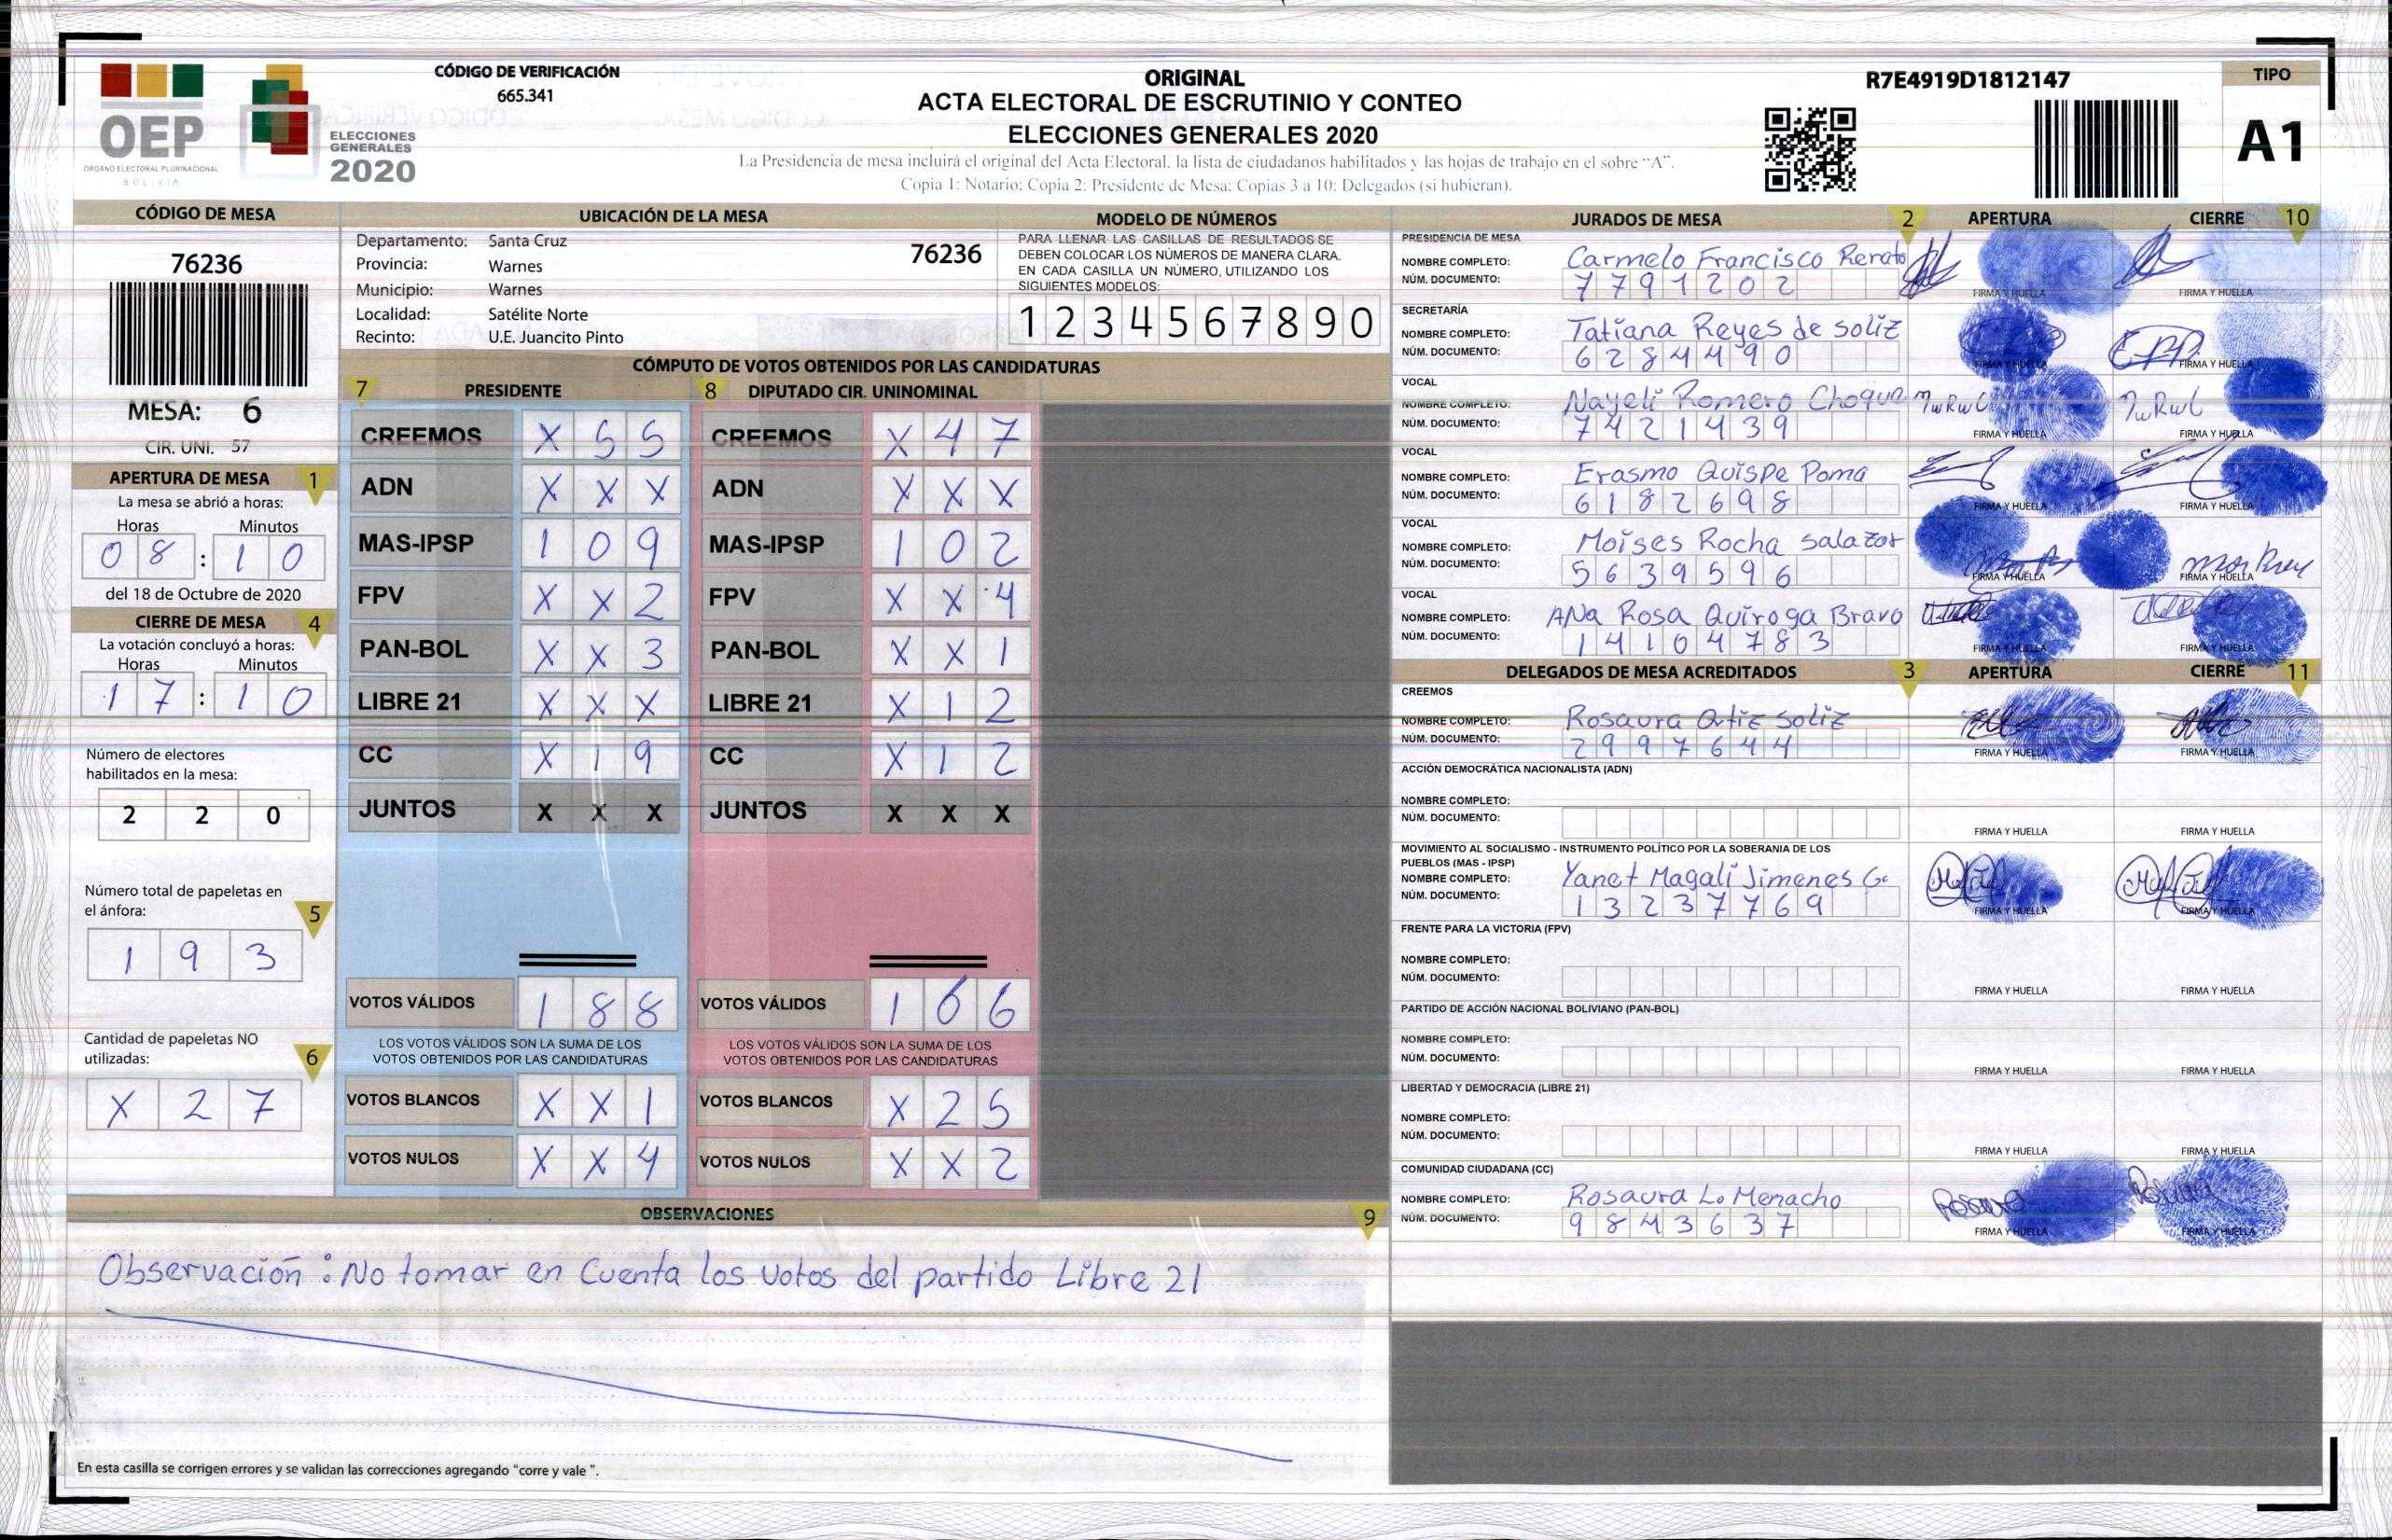 CÓDIGO DE VERIFICACIÓN
665.341
ORIGINAL
ACTA ELECTORAL DE ESCRUTINIO Y CONTEO
ELECCIONES GENERALES 2020
La Presidencia de mesa incluirá el original del Acta Electoral, la lista de ciudadanos habilitados y las hojas de trabajo en el sobre "A".
Copia 1: Notario; Copia 2: Presidente de Mesa; Copias 3 a 10: Delegados (si hubieran).
R7E4919D1812147
TIPO
A1
OEP
ÓRGANO ELECTORAL PLURINACIONAL
BOLIVIA
ELECCIONES
GENERALES
2020
CÓDIGO DE MESA
76236
MESA: 6
CIR. UNI. 57
APERTURA DE MESA 1
La mesa se abrió a horas:
Horas Minutos
08 : 10
del 18 de Octubre de 2020
CIERRE DE MESA 4
La votación concluyó a horas:
Horas Minutos
17 : 10
Número de electores
habilitados en la mesa:
2 2 0
Número total de papeletas en
el ánfora: 5
1 9 3
Cantidad de papeletas NO
utilizadas: 6
X 2 7
UBICACIÓN DE LA MESA
Departamento: Santa Cruz 76236
Provincia: Warnes
Municipio: Warnes
Localidad: Satélite Norte
Recinto: U.E. Juancito Pinto
MODELO DE NÚMEROS
PARA LLENAR LAS CASILLAS DE RESULTADOS SE
DEBEN COLOCAR LOS NÚMEROS DE MANERA CLARA.
EN CADA CASILLA UN NÚMERO, UTILIZANDO LOS
SIGUIENTES MODELOS:
1 2 3 4 5 6 7 8 9 0
CÓMPUTO DE VOTOS OBTENIDOS POR LAS CANDIDATURAS
7 PRESIDENTE 8 DIPUTADO CIR. UNINOMINAL
CREEMOS X 5 5 CREEMOS X 4 7
ADN X X X ADN X X X
MAS-IPSP 1 0 9 MAS-IPSP 1 0 2
FPV X X 2 FPV X X 4
PAN-BOL X X 3 PAN-BOL X X 1
LIBRE 21 X X X LIBRE 21 X 1 2
CC X 1 9 CC X 1 2
JUNTOS X X X JUNTOS X X X
VOTOS VÁLIDOS 1 8 8 VOTOS VÁLIDOS 1 6 6
LOS VOTOS VÁLIDOS SON LA SUMA DE LOS LOS VOTOS VÁLIDOS SON LA SUMA DE LOS
VOTOS OBTENIDOS POR LAS CANDIDATURAS VOTOS OBTENIDOS POR LAS CANDIDATURAS
VOTOS BLANCOS X X 1 VOTOS BLANCOS X 2 5
VOTOS NULOS X X 4 VOTOS NULOS X X 2
OBSERVACIONES 9
Observación: No tomar en Cuenta los votos del partido Libre 21
En esta casilla se corrigen errores y se validan las correcciones agregando "corre y vale ".
JURADOS DE MESA 2 APERTURA CIERRE 10
PRESIDENCIA DE MESA
NOMBRE COMPLETO: Carmelo Francisco Renato
NÚM. DOCUMENTO: 7791202
FIRMA Y HUELLA FIRMA Y HUELLA
SECRETARÍA
NOMBRE COMPLETO: Tatiana Reyes de soliz
NÚM. DOCUMENTO: 6284490
FIRMA Y HUELLA FIRMA Y HUELLA
VOCAL
NOMBRE COMPLETO: Nayeli Romero Choque
NÚM. DOCUMENTO: 7421439
FIRMA Y HUELLA FIRMA Y HUELLA
VOCAL
NOMBRE COMPLETO: Erasmo Quispe Poma
NÚM. DOCUMENTO: 6182698
FIRMA Y HUELLA FIRMA Y HUELLA
VOCAL
NOMBRE COMPLETO: Moises Rocha salazar
NÚM. DOCUMENTO: 5639596
FIRMA Y HUELLA FIRMA Y HUELLA
VOCAL
NOMBRE COMPLETO: ANa Rosa Quiroga Bravo
NÚM. DOCUMENTO: 14104783
FIRMA Y HUELLA FIRMA Y HUELLA
DELEGADOS DE MESA ACREDITADOS 3 APERTURA CIERRE 11
CREEMOS
NOMBRE COMPLETO: Rosaura Ortiz soliz
NÚM. DOCUMENTO: 2997644
FIRMA Y HUELLA FIRMA Y HUELLA
ACCIÓN DEMOCRÁTICA NACIONALISTA (ADN)
NOMBRE COMPLETO:
NÚM. DOCUMENTO:
FIRMA Y HUELLA FIRMA Y HUELLA
MOVIMIENTO AL SOCIALISMO - INSTRUMENTO POLÍTICO POR LA SOBERANIA DE LOS
PUEBLOS (MAS - IPSP)
NOMBRE COMPLETO: Yanet Magali Jimenes G.
NÚM. DOCUMENTO: 13237769
FIRMA Y HUELLA FIRMA Y HUELLA
FRENTE PARA LA VICTORIA (FPV)
NOMBRE COMPLETO:
NÚM. DOCUMENTO:
FIRMA Y HUELLA FIRMA Y HUELLA
PARTIDO DE ACCIÓN NACIONAL BOLIVIANO (PAN-BOL)
NOMBRE COMPLETO:
NÚM. DOCUMENTO:
FIRMA Y HUELLA FIRMA Y HUELLA
LIBERTAD Y DEMOCRACIA (LIBRE 21)
NOMBRE COMPLETO:
NÚM. DOCUMENTO:
FIRMA Y HUELLA FIRMA Y HUELLA
COMUNIDAD CIUDADANA (CC)
NOMBRE COMPLETO: Rosaura Lo Menacho
NÚM. DOCUMENTO: 9843637
FIRMA Y HUELLA FIRMA Y HUELLA